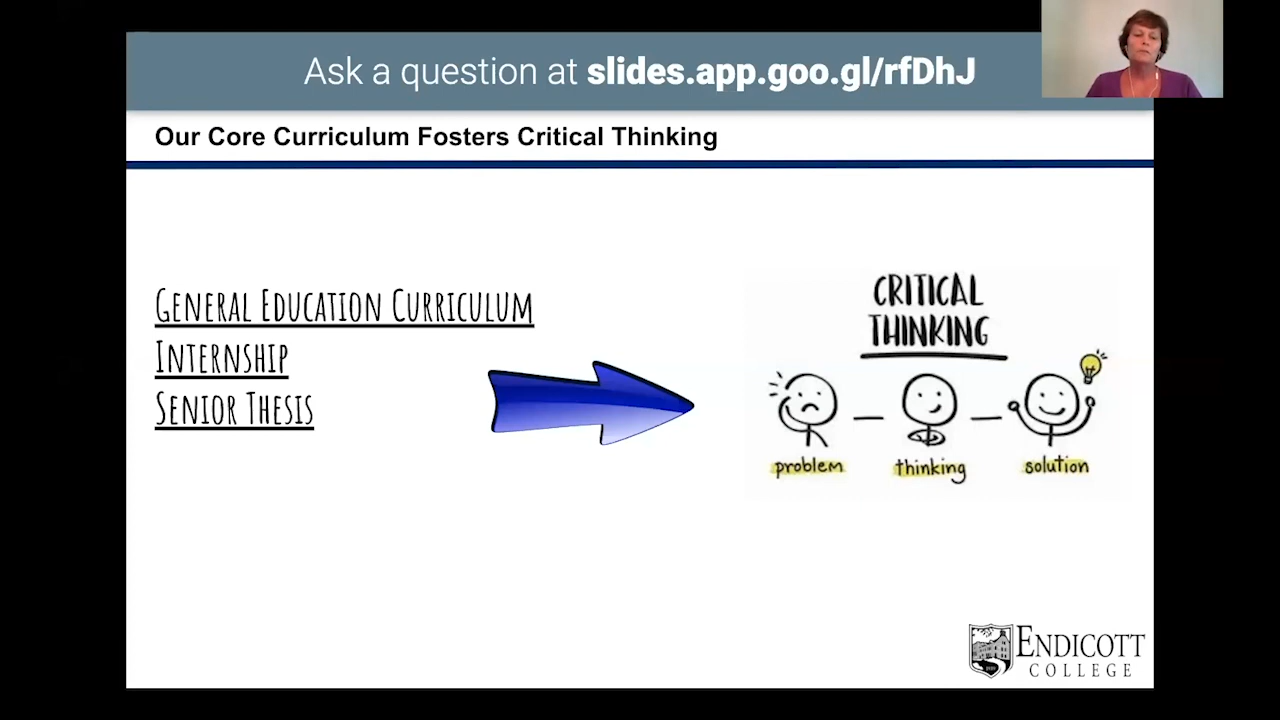 Ask a question at slides.app.goo.gl/rfDhJ
Our Core Curriculum Fosters Critical Thinking
General Education Curriculum
Internship
Senior Thesis
CRITICAL
THINKING
problem
thinking
solution
ENDICOTT
COLLEGE